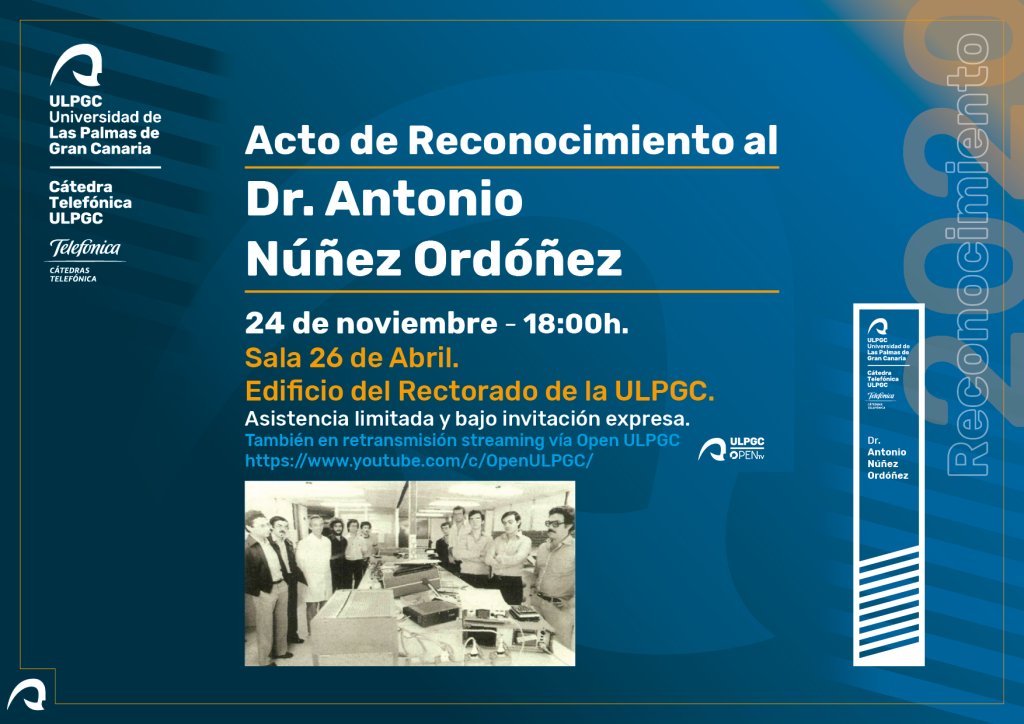 ULPGC
Universidad de
Las Palmas de
Gran Canaria
Cátedra
Telefónica
ULPGC
Telefónica
CÁTEDRAS
TELEFÓNICA
Acto de Reconocimiento al
Dr. Antonio
Núñez Ordóñez
24 de noviembre - 18:00h.
Sala 26 de Abril.
Edificio del Rectorado de la ULPGC.
Asistencia limitada y bajo invitación expresa.
También en retransmisión streaming vía Open ULPGC
https://www.youtube.com/c/OpenULPGC/
ULPGC
OPENtv
2020
Reconocimiento
ULPGC
Universidad de
Las Palmas de
Gran Canaria
Cátedra
Telefónica
ULPGC
Telefónica
CÁTEDRAS
TELEFÓNICA
Dr.
Antonio
Núñez
Ordóñez